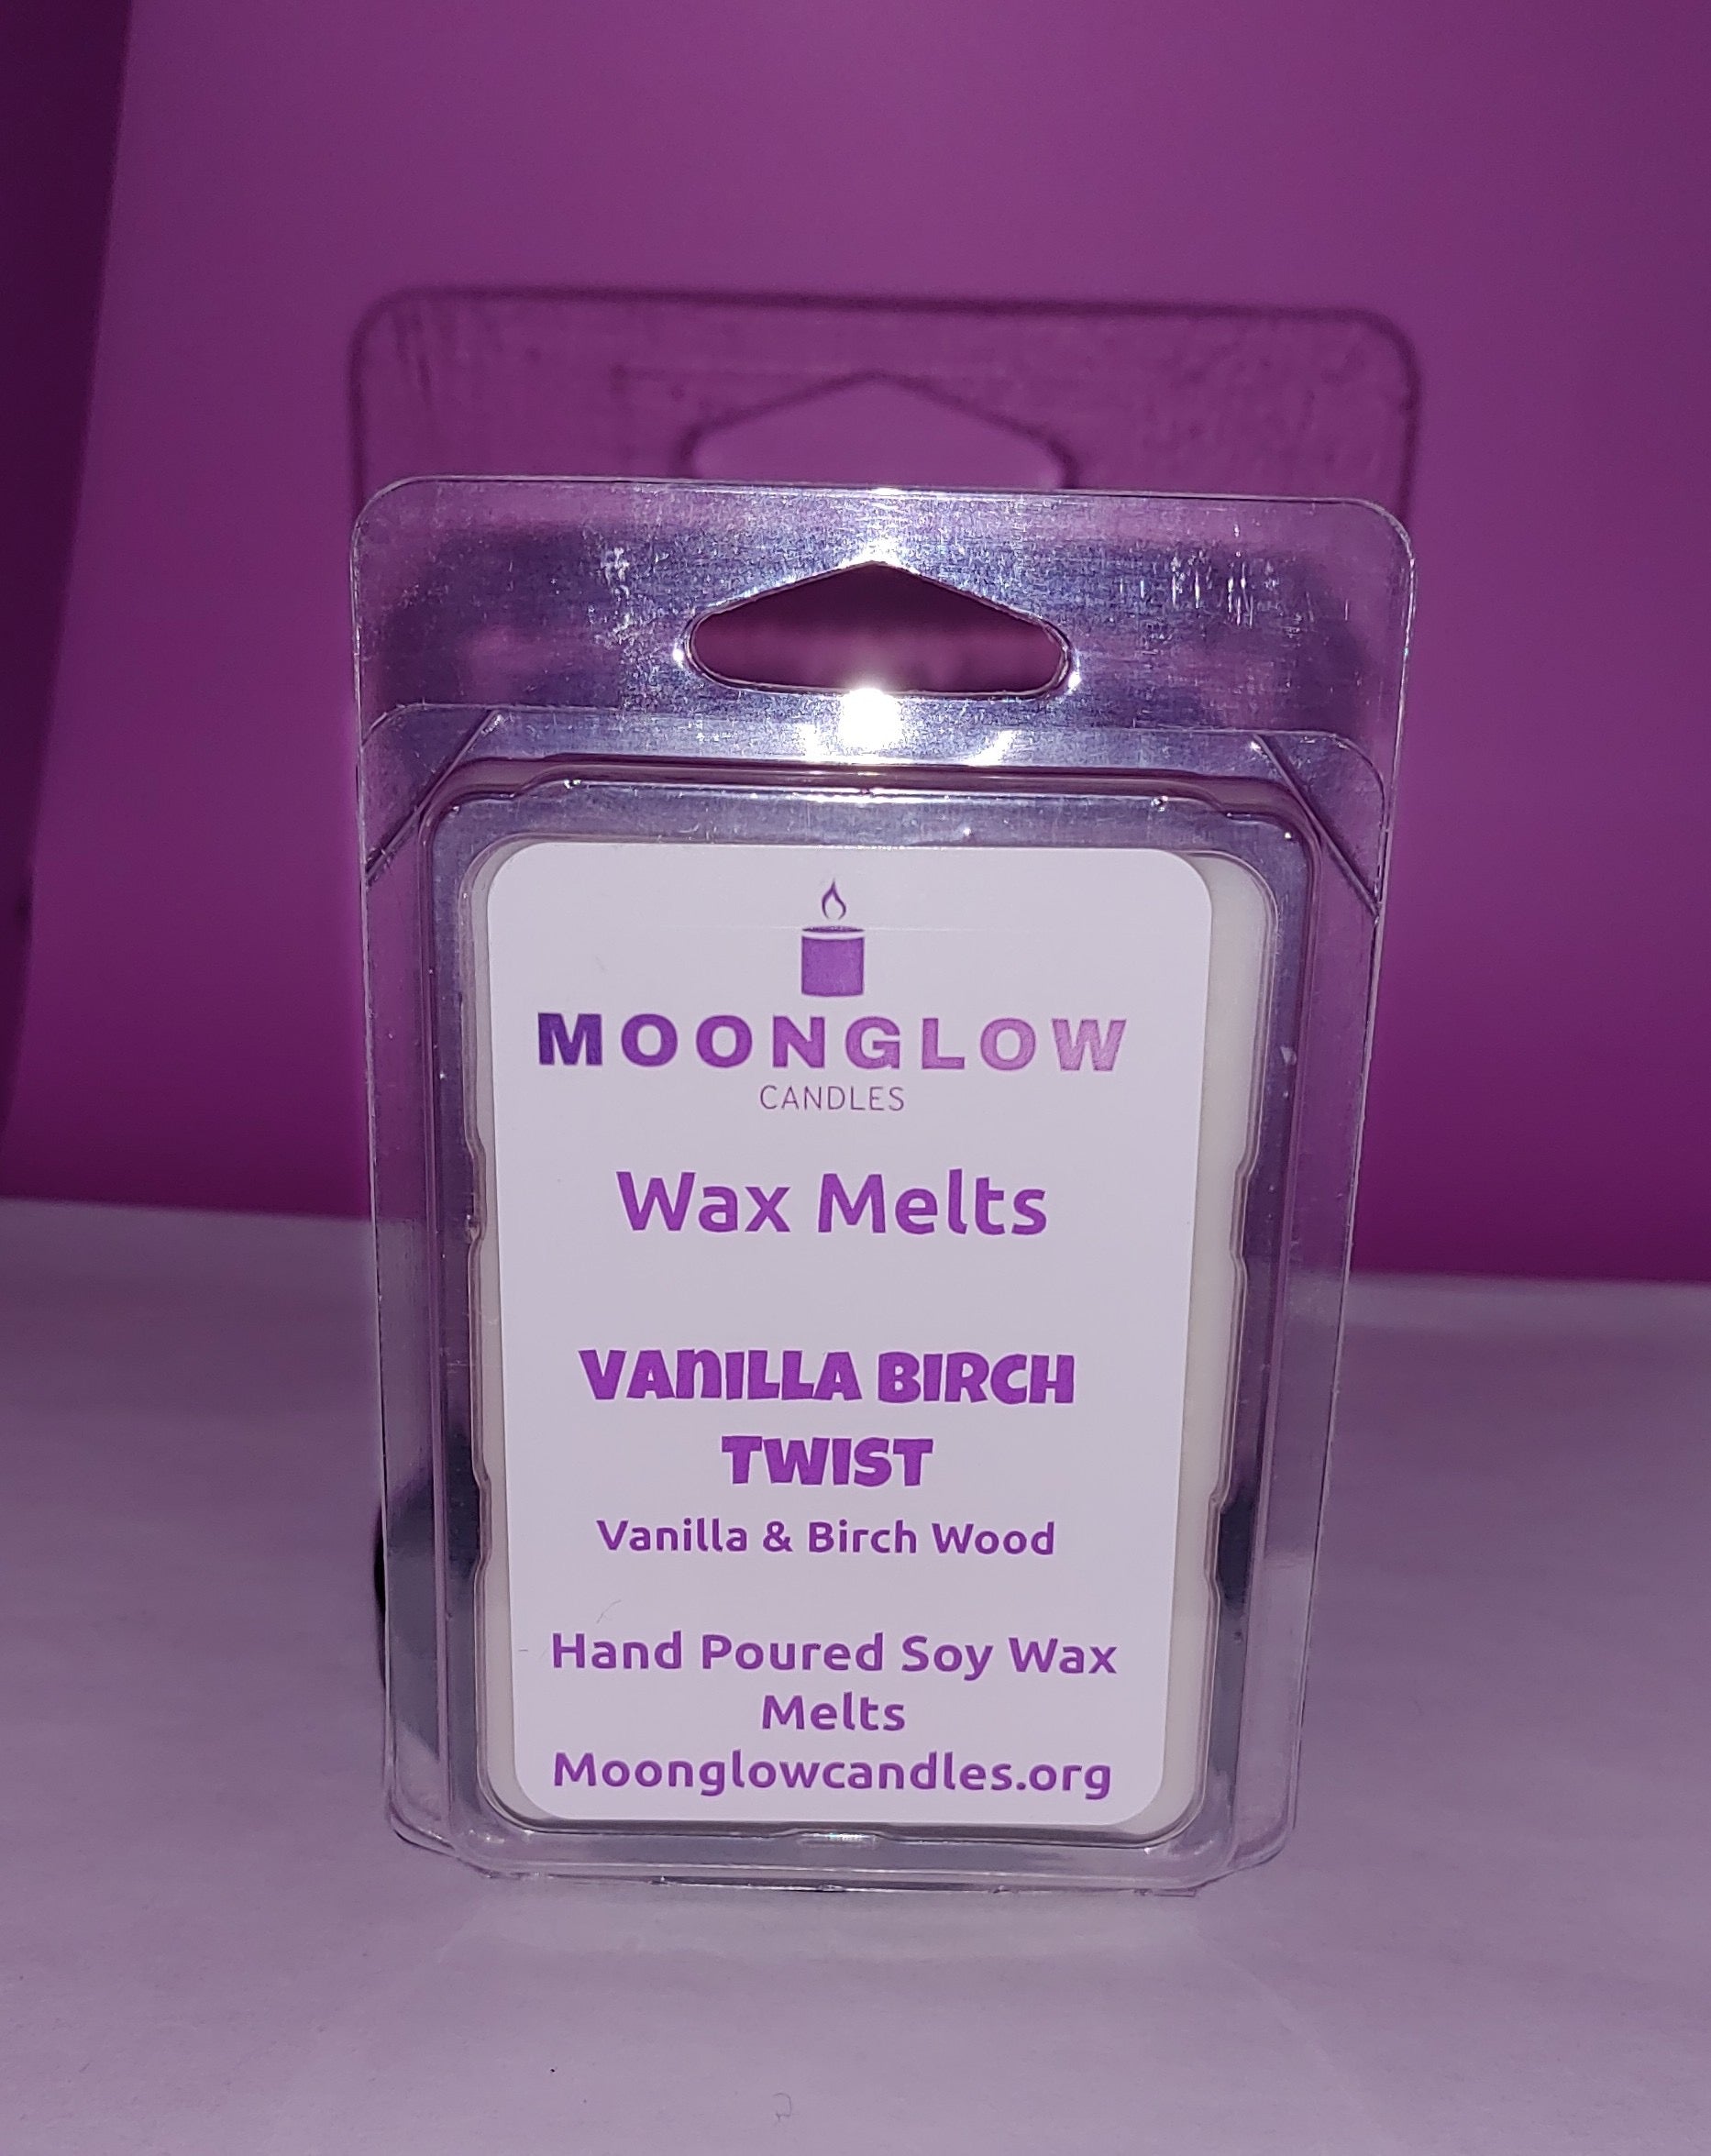 MOONGLOW
CANDLES
Wax Melts
VANILLA BIRCH
TWIST
Vanilla & Birch Wood
Hand Poured Soy Wax
Melts
Moonglowcandles.org